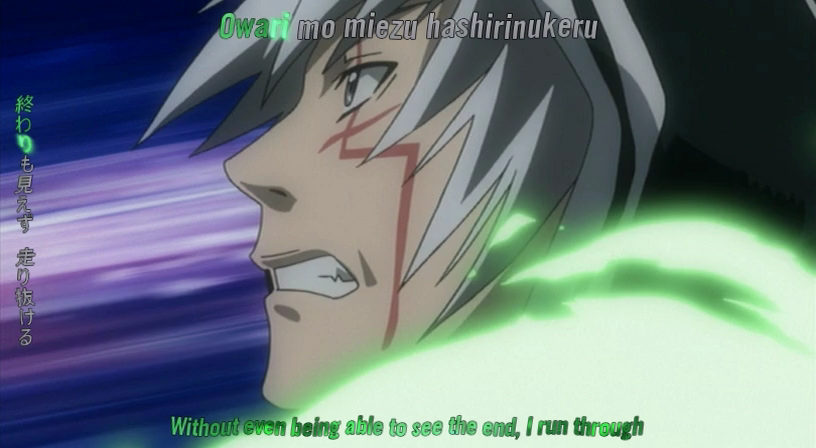 Owari mo miezu hashirinukeru
終わりも見えず 走り抜ける
Without even being able to see the end, I run through